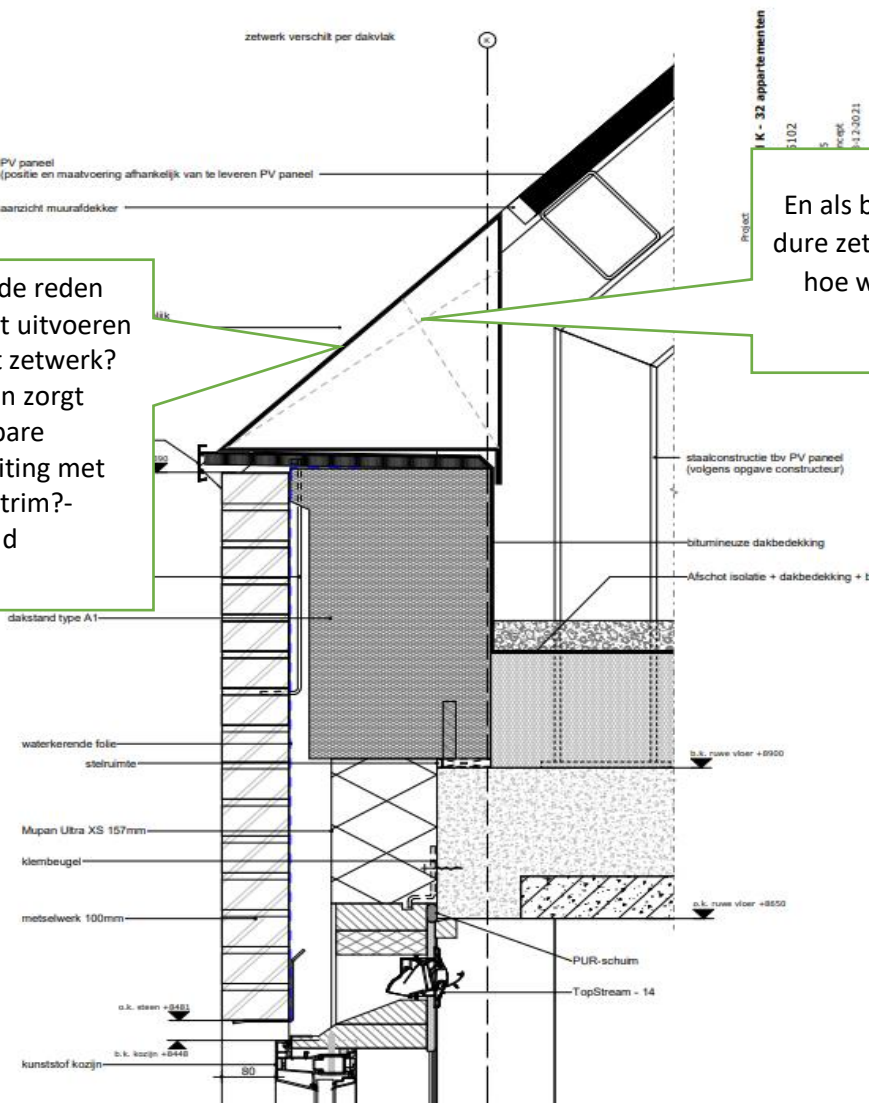 zetwerk verschilt per dakvlak
K
PV paneel
(positie en maatvoering afhankelijk van te leveren PV paneel
aanzicht muurafdekker
de reden
t uitvoeren
t zetwerk?
n zorgt
bare
iting met
trim?-
d
En als b
dure zet
hoe w
Project
K - 32 appartementen
5102
staalconstructie tbv PV paneel
(volgens opgave constructeur)
bitumineuze dakbedekking
Afschot isolatie + dakbedekking + b
dakstand type A1
waterkerende folie
stelruimte
b.k. ruwe vloer +8900
Mupan Ultra XS 157mm
klembeugel
metselwerk 100mm
o.k. ruwe vloer +8650
PUR-schuim
TopStream - 14
o.k. steen +8481
b.k. kozijn +8448
kunststof kozijn
80